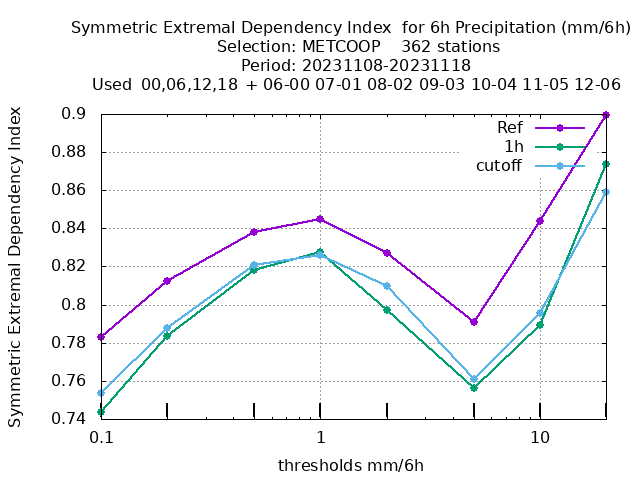 Symmetric Extremal Dependency Index  for 6h Precipitation (mm/6h)
Selection: METCOOP    362 stations
Period: 20231108-20231118
Used  00,06,12,18  + 06-00 07-01 08-02 09-03 10-04 11-05 12-06
Symmetric Extremal Dependency Index
0.9
0.88
0.86
0.84
0.82
0.8
0.78
0.76
0.74
Ref
1h
cutoff
0.1
1
10
thresholds mm/6h